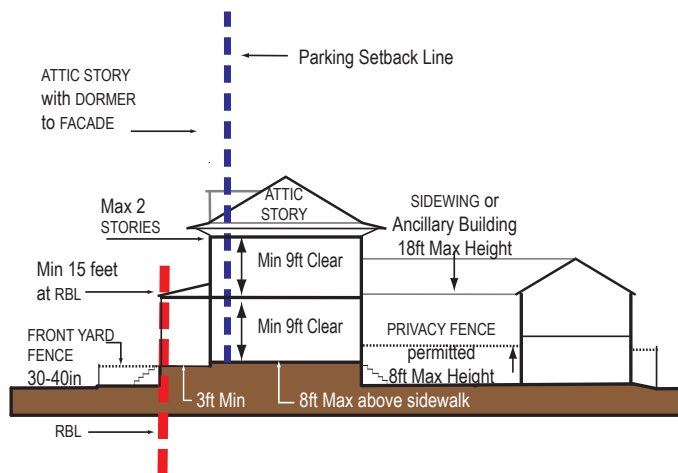 Parking Setback Line
ATTIC STORY
with DORMER
to FACADE
ATTIC
STORY
Max 2
STORIES
SIDEWING or
Ancillary Building
18ft Max Height
Min 9ft Clear
Min 15 feet
at RBL
Min 9ft Clear
PRIVACY FENCE
permitted
8ft Max Height
FRONT YARD
FENCE
30-40in
3ft Min
8ft Max above sidewalk
RBL